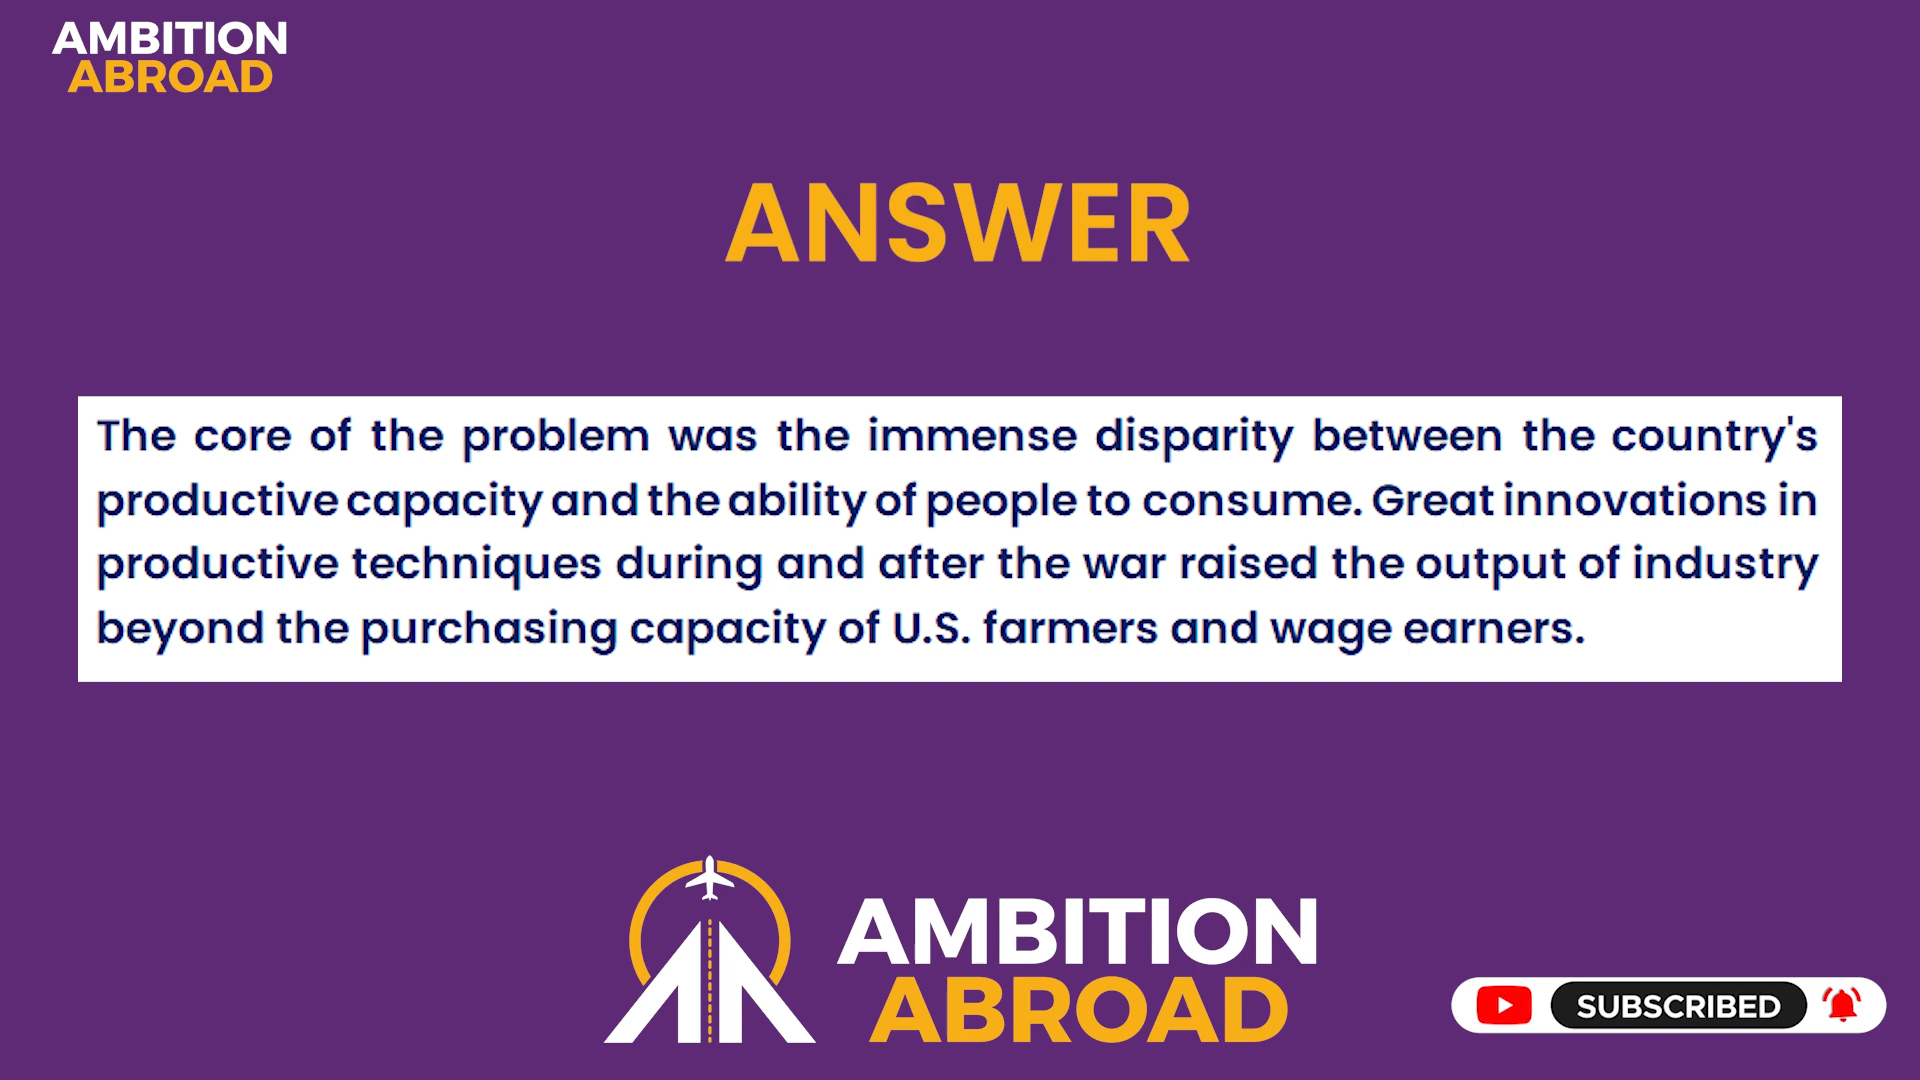 AMBITION
ABROAD
ANSWER
The core of the problem was the immense disparity between the country's
productive capacity and the ability of people to consume. Great innovations in
productive techniques during and after the war raised the output of industry
beyond the purchasing capacity of U.S. farmers and wage earners.
AMBITION
ABROAD
SUBSCRIBED